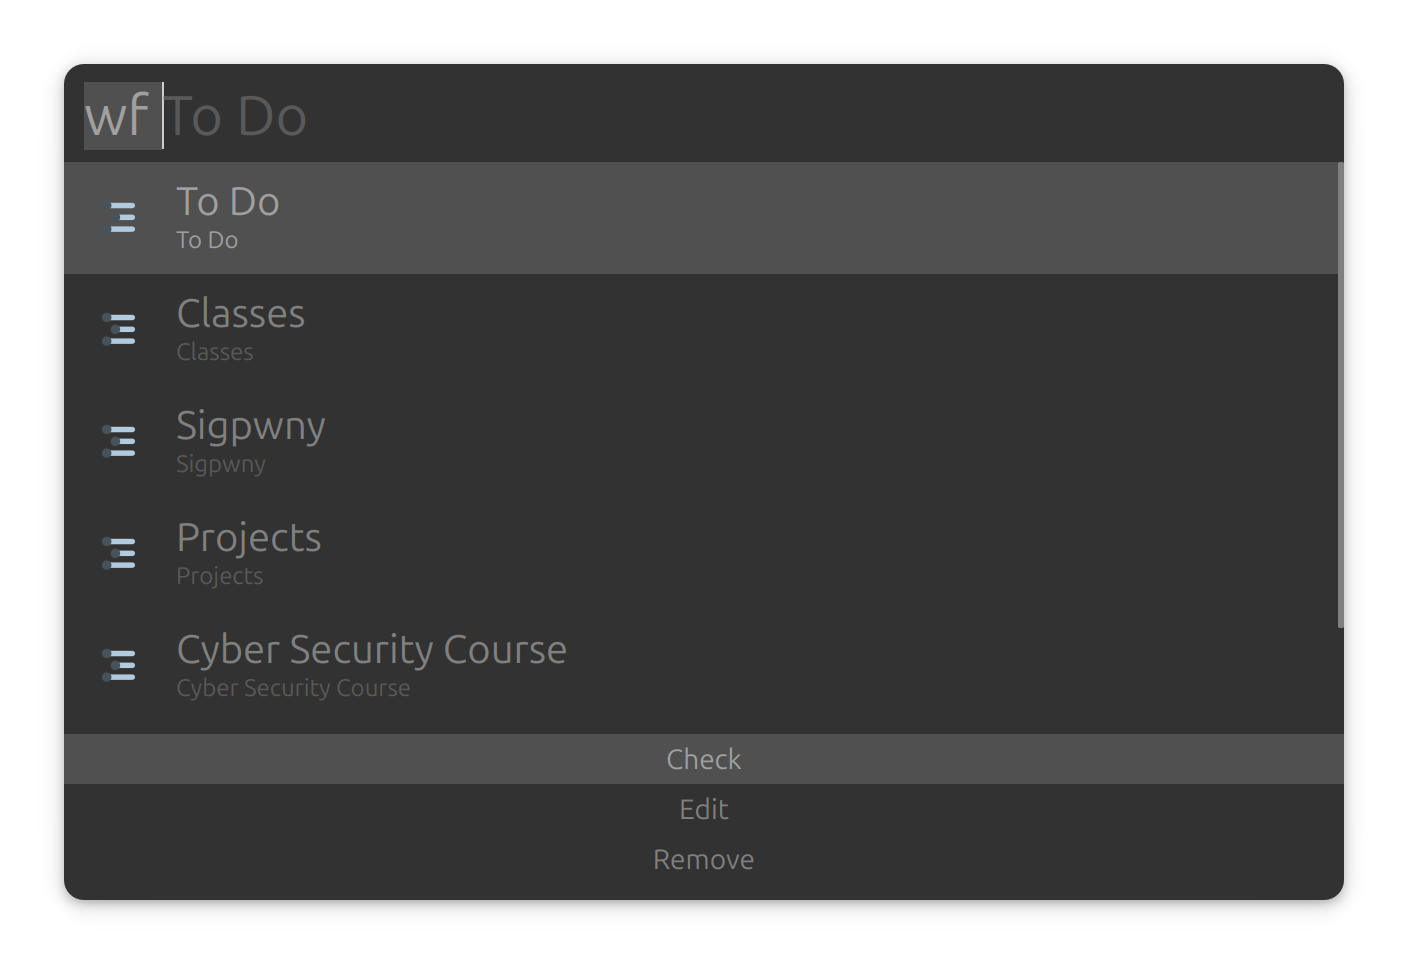 wf To Do
To Do
To Do
Classes
Classes
Sigpwny
Sigpwny
Projects
Projects
Cyber Security Course
Cyber Security Course
Check
Edit
Remove